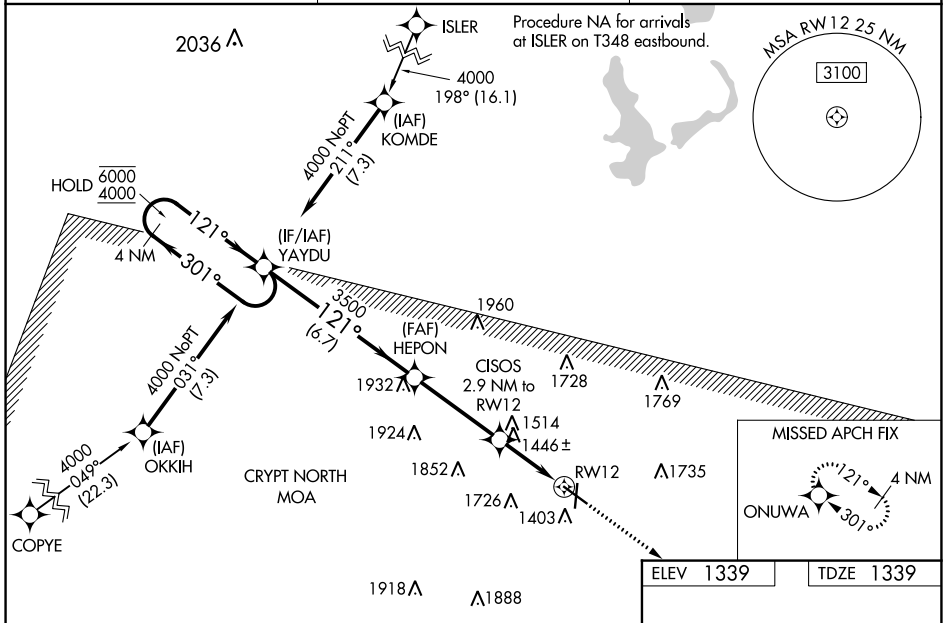 2036
ISLER
Procedure NA for arrivals
at ISLER on T348 eastbound.
MSA RW12 25 NM
3100
4000
198° (16.1)
(IAF)
KOMDE
4000 NoPT
211°
(7.3)
HOLD 6000
4000
4 NM
121°
301°
(IF/IAF)
YAYDU
3500
121°
(6.7)
1960
(FAF)
HEPON
1932
CISOS
2.9 NM to
RW12
1728
1769
1514
1446±
1924
1852
RW12
1735
1726
1403
4000 NoPT
031°
(7.3)
(IAF)
OKKIH
4000
049°
(22.3)
COPYE
CRYPT NORTH
MOA
MISSED APCH FIX
121°
4 NM
ONUWA
301°
1918
1888
ELEV 1339
TDZE 1339